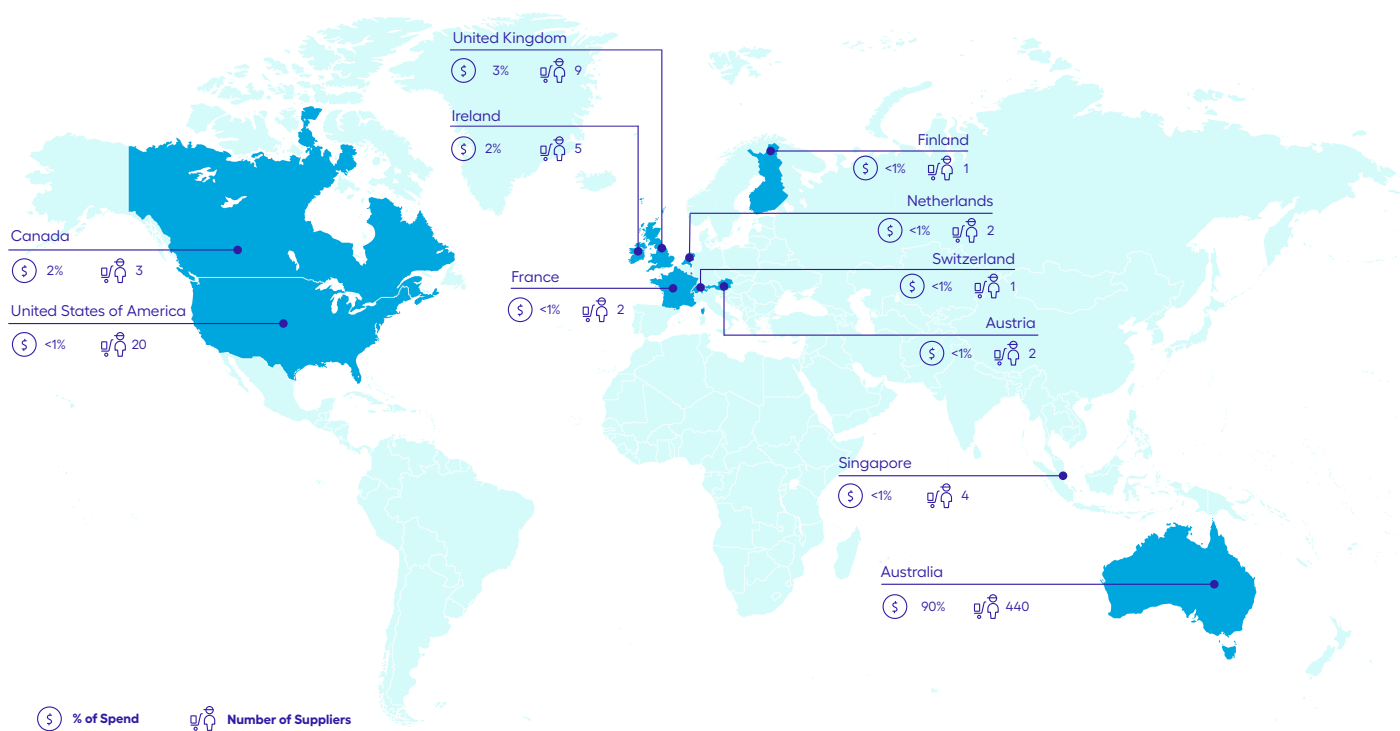 United Kingdom
$ 3% 9
Ireland
$ 2% 5
Finland
$ <1% 1
Netherlands
$ <1% 2
Canada
$ 2% 3
Switzerland
$ <1% 1
France
$ <1% 2
United States of America
$ <1% 20
Austria
$ <1% 2
Singapore
$ <1% 4
Australia
$ 90% 440
$ % of Spend
Number of Suppliers